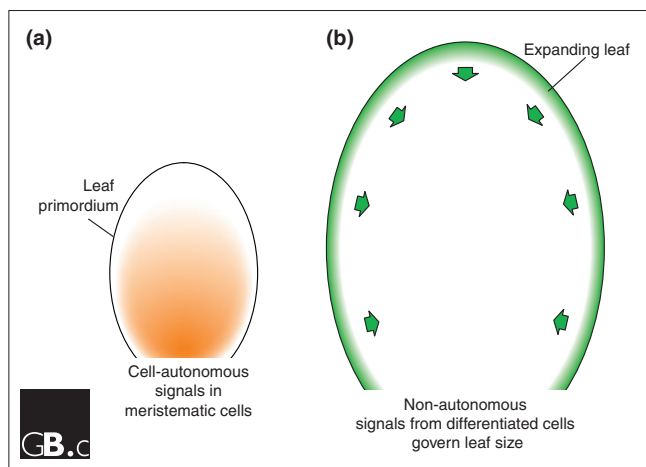 (a)
Leaf
primordium
Cell-autonomous
signals in
meristematic cells
(b)
Expanding leaf
Non-autonomous
signals from differentiated cells
govern leaf size
GB.c